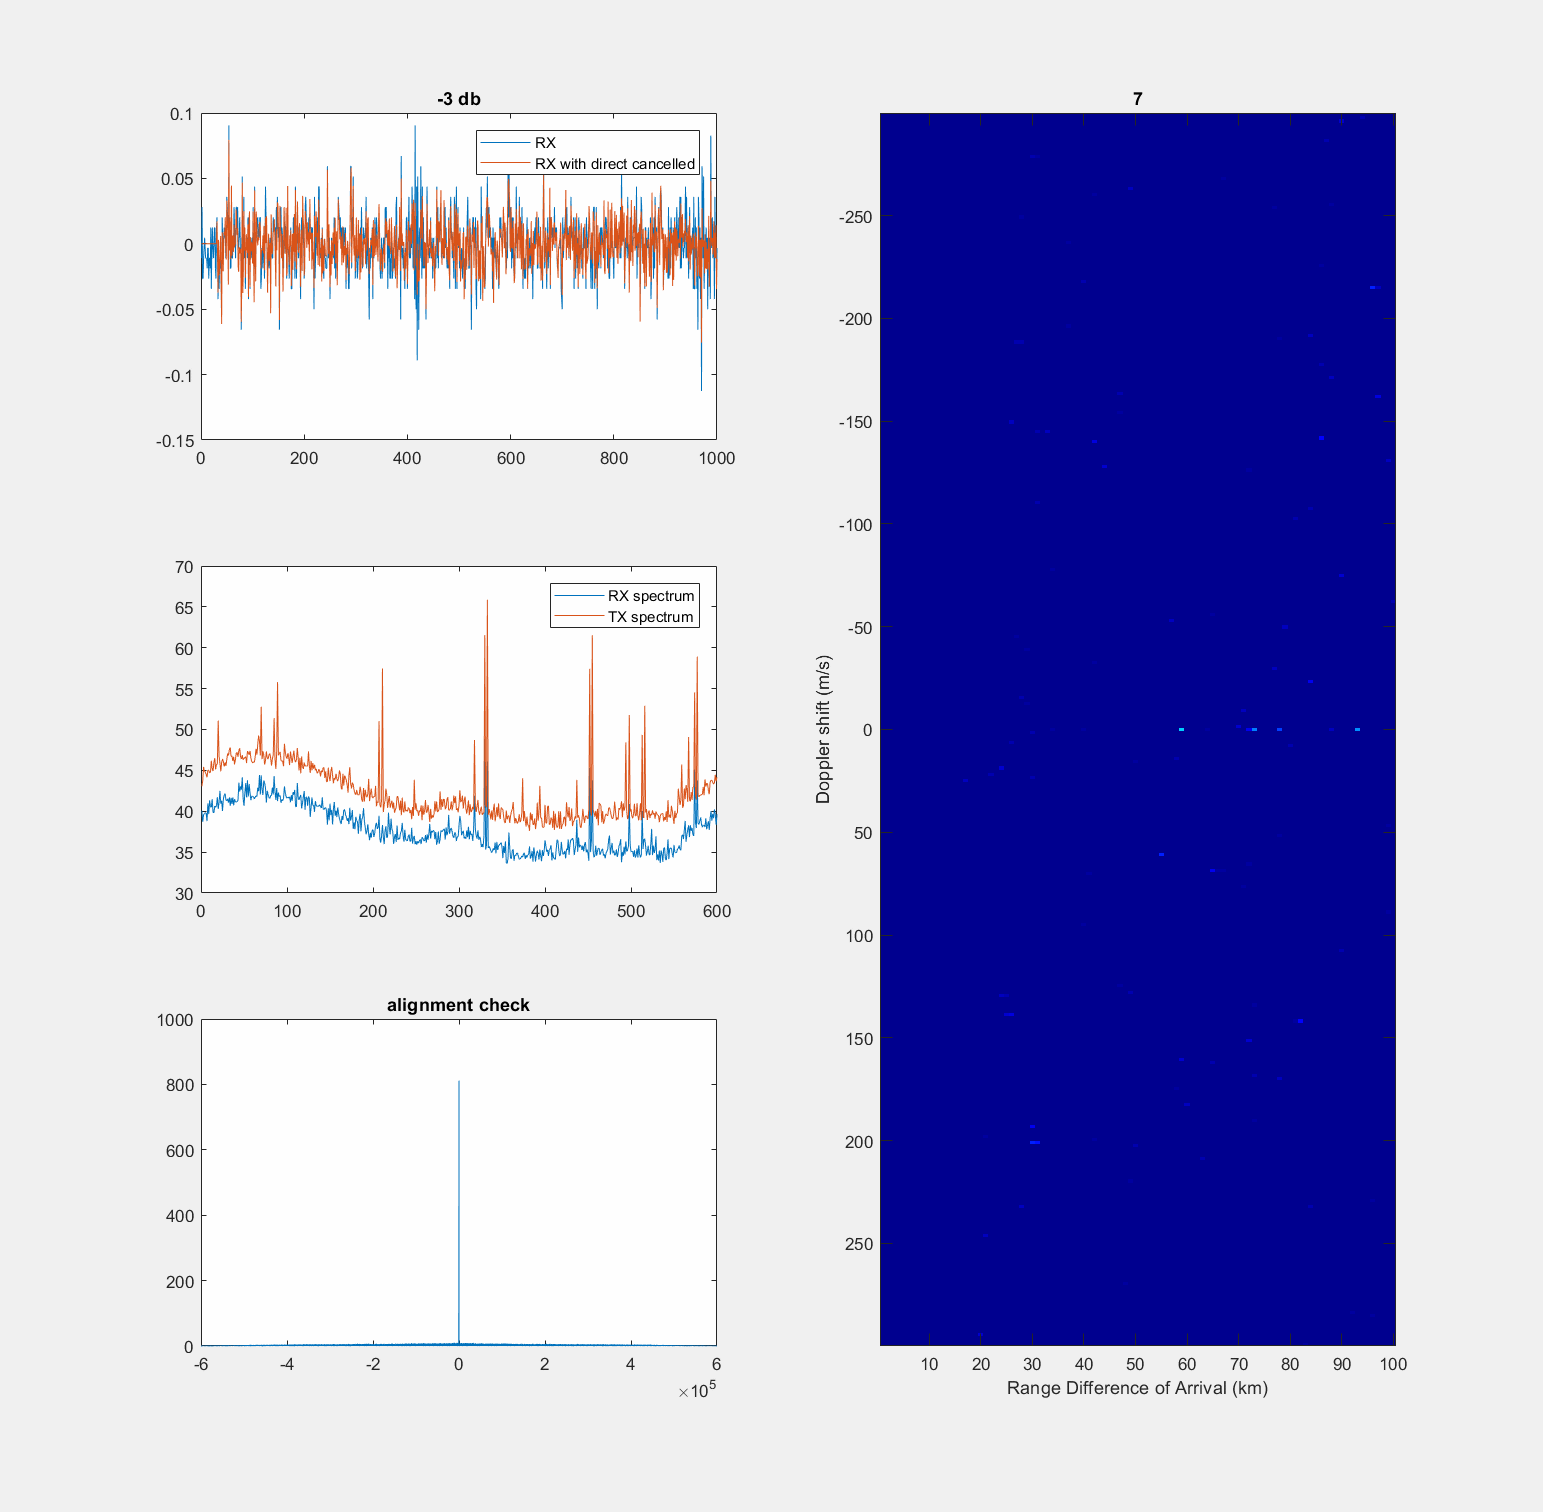 -3 db
0.1
0.05
0
-0.05
-0.1
-0.15
0 200 400 600 800 1000
RX
RX with direct cancelled
70
65
60
55
50
45
40
35
30
0 100 200 300 400 500 600
RX spectrum
TX spectrum
alignment check
1000
800
600
400
200
0
-6 -4 -2 0 2 4 6
×10⁵
7
Doppler shift (m/s)
-250
-200
-150
-100
-50
0
50
100
150
200
250
10 20 30 40 50 60 70 80 90 100
Range Difference of Arrival (km)